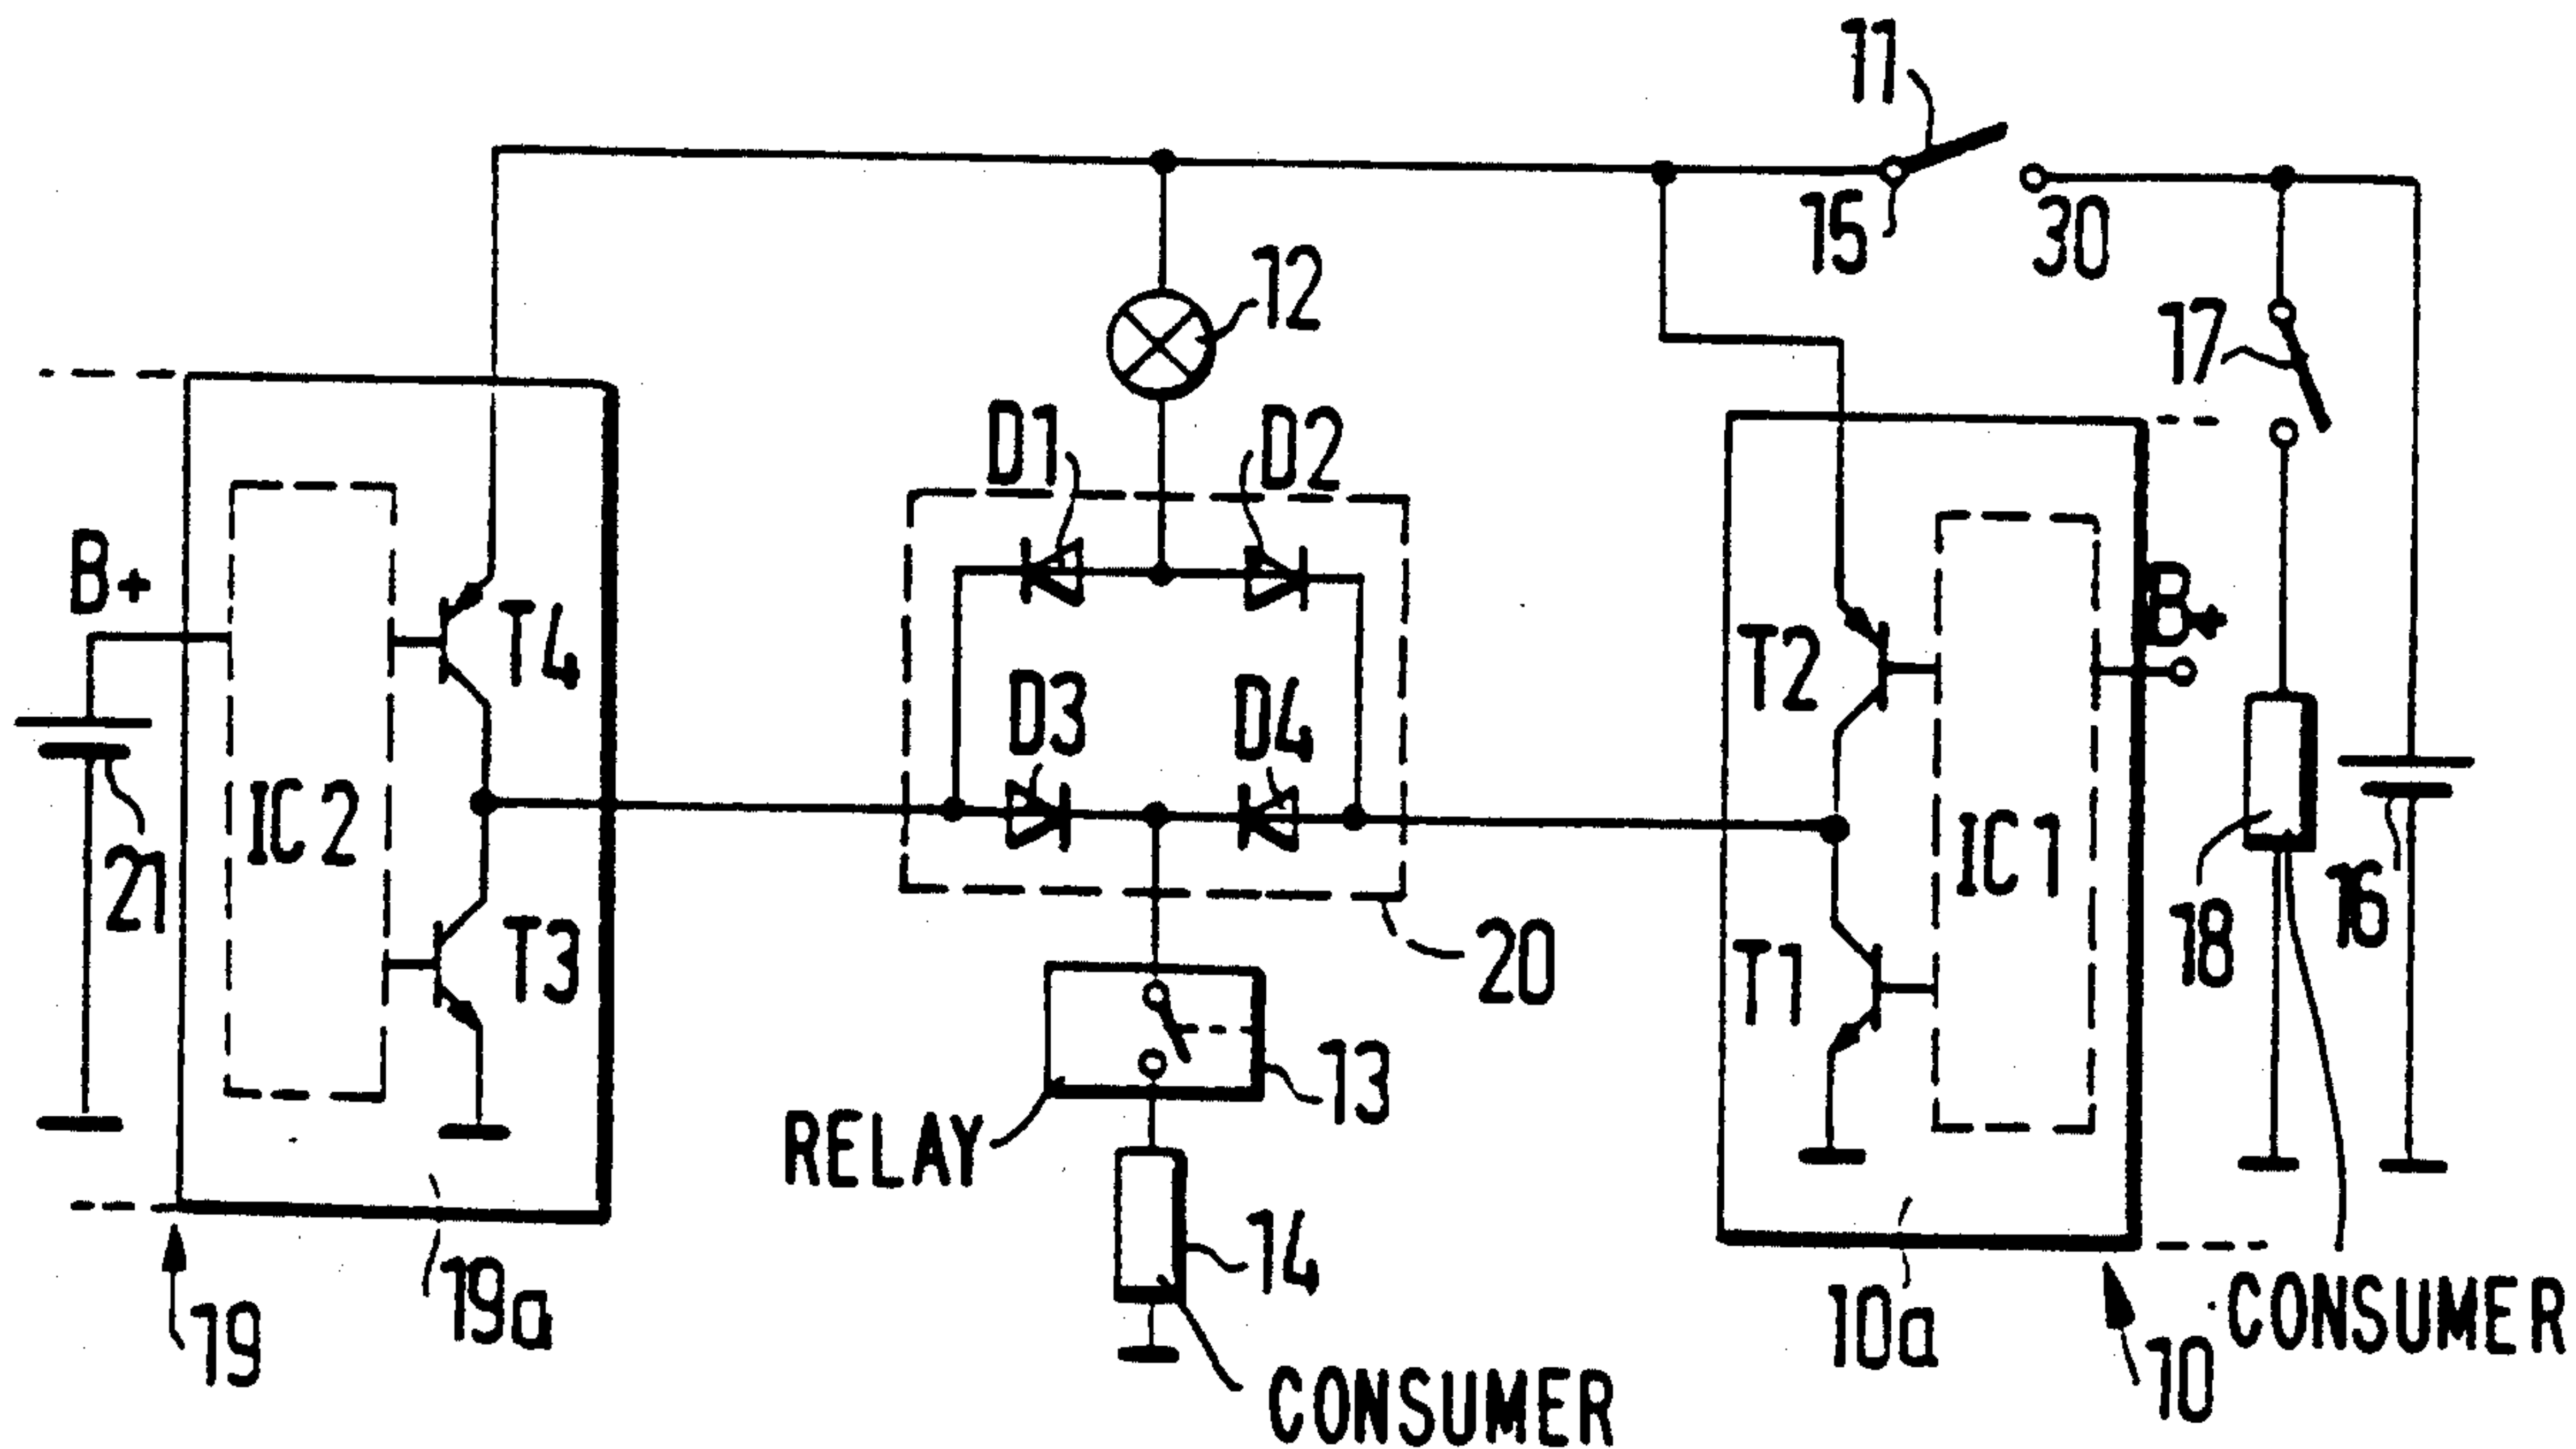 11
15
30
12
17
D1
D2
B+
T4
D3
D4
T2
B+
IC2
21
IC1
18
16
T3
20
T1
13
RELAY
14
19
19a
10a
10
CONSUMER
CONSUMER